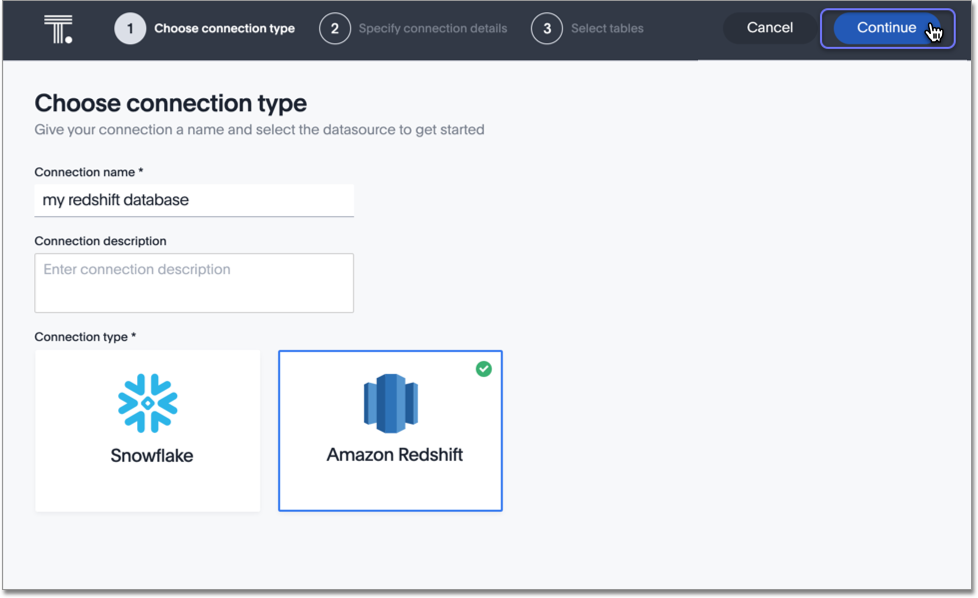 T.
1 Choose connection type 2 Specify connection details 3 Select tables Cancel Continue
Choose connection type
Give your connection a name and select the datasource to get started
Connection name *
my redshift database
Connection description
Enter connection description
Connection type *
Snowflake
Amazon Redshift